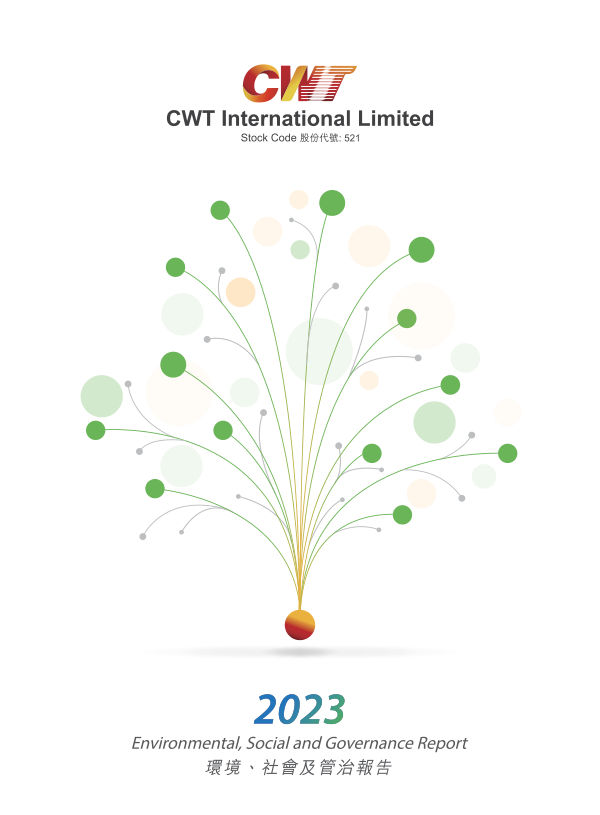 CWT
CWT International Limited
Stock Code 股份代號: 521
2023
Environmental, Social and Governance Report
環境、社會及管治報告